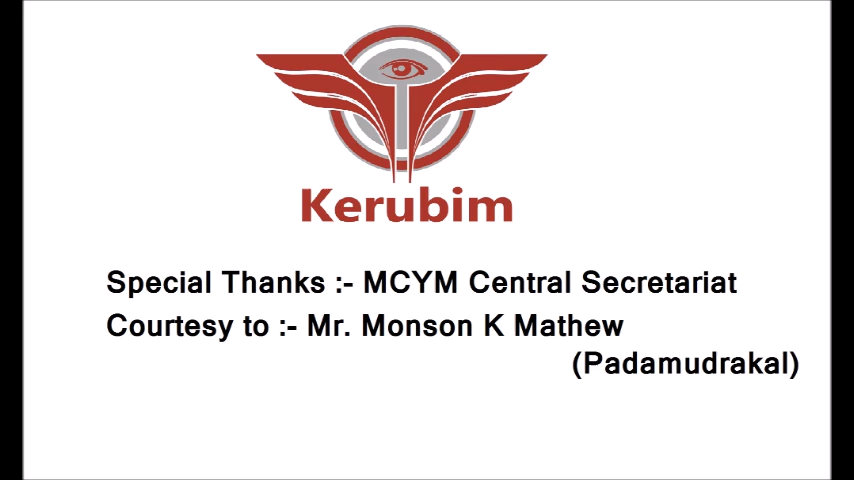 Kerubim
Special Thanks :- MCYM Central Secretariat
Courtesy to :- Mr. Monson K Mathew
(Padamudrakal)